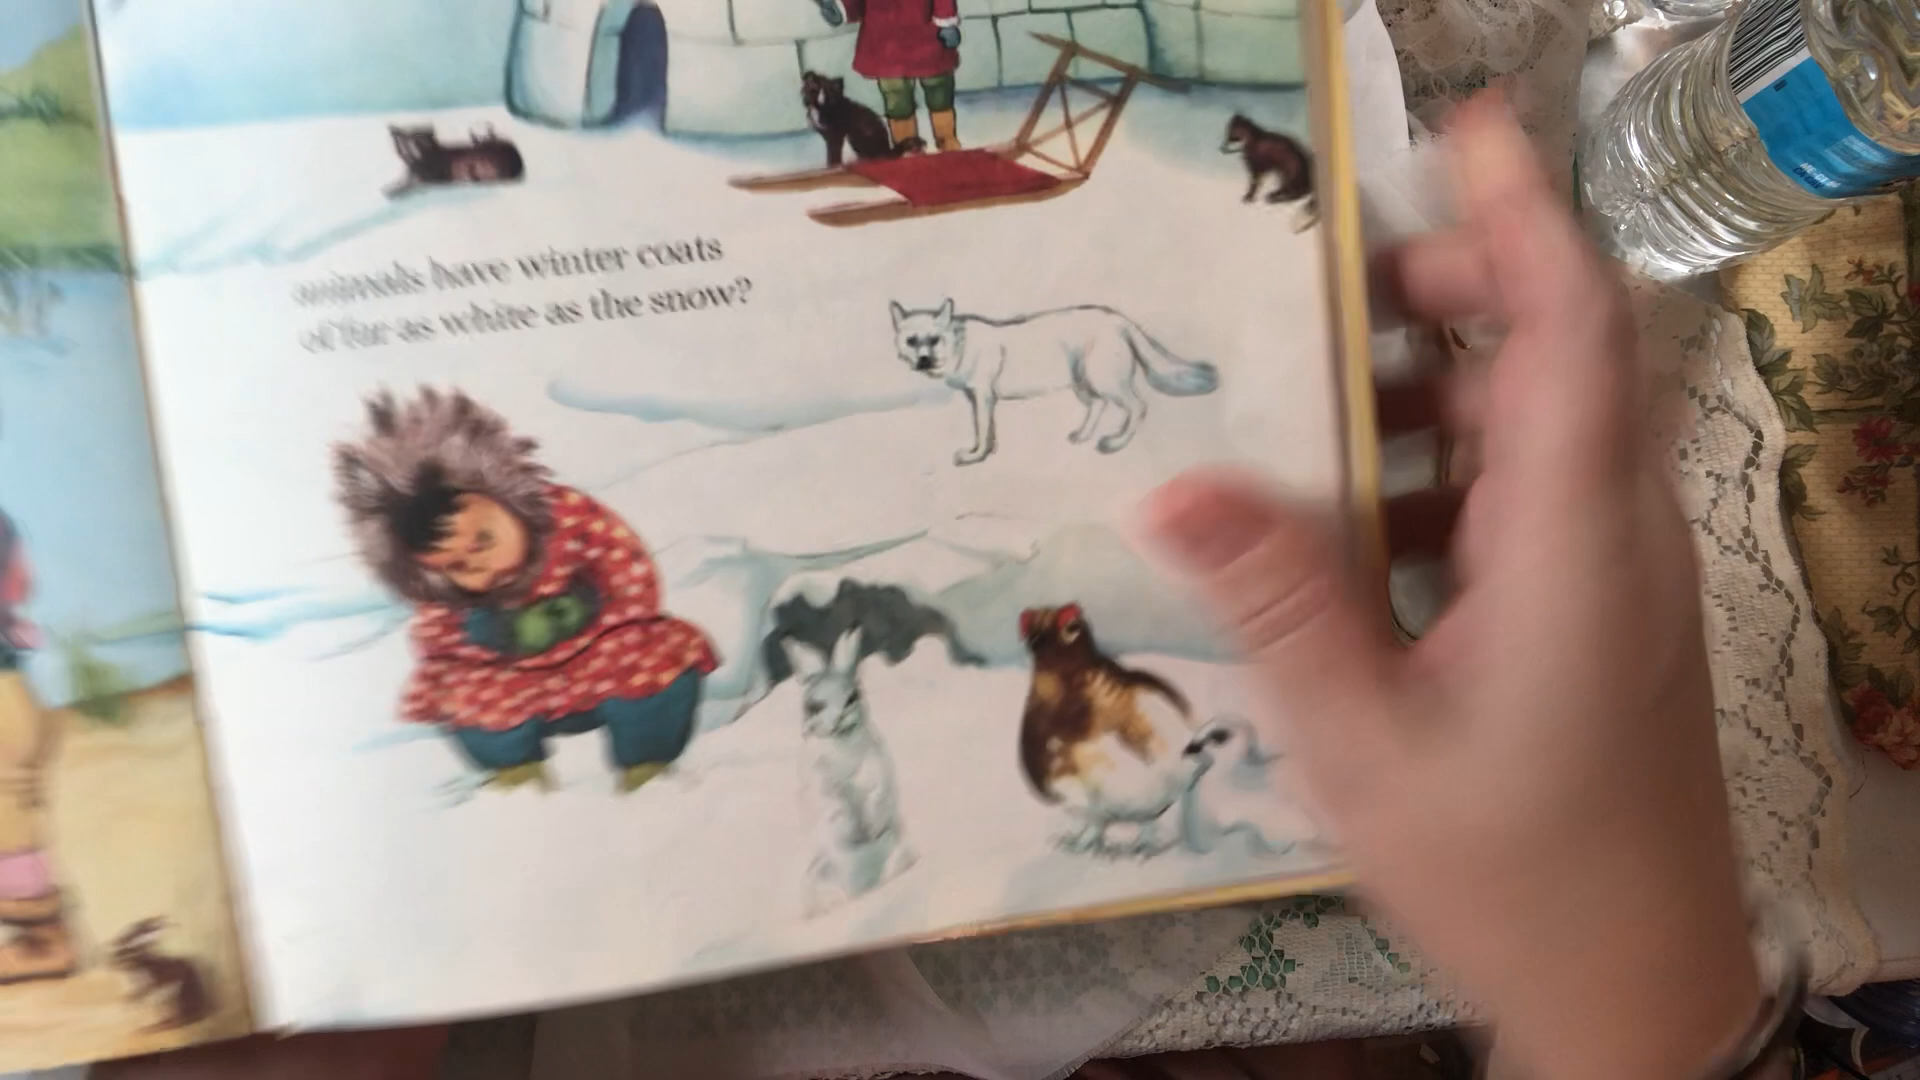 animals have winter coats
of fur as white as the snow?